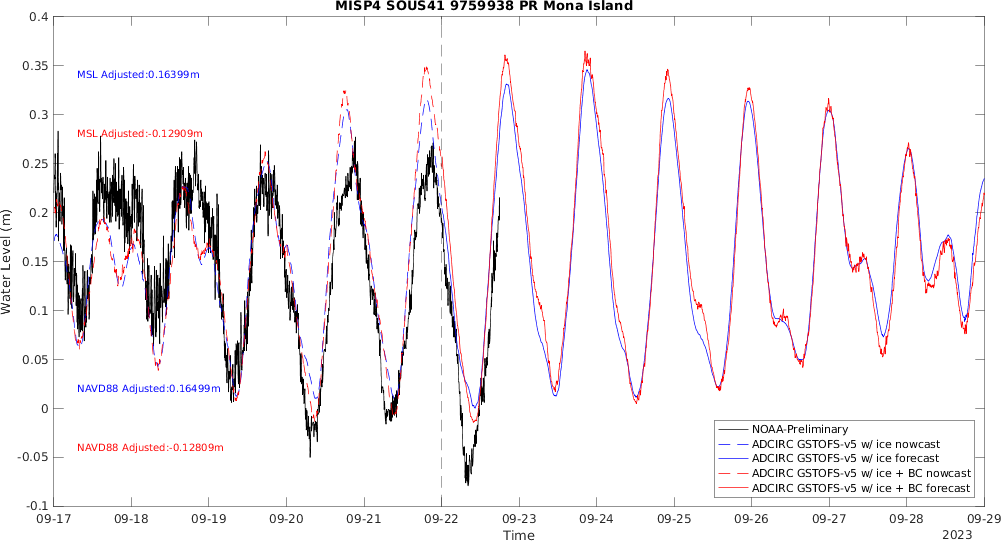 MISP4 SOUS41 9759938 PR Mona Island
0.4
0.35
0.3
0.25
0.2
0.15
0.1
0.05
0
-0.05
-0.1
Water Level (m)
MSL Adjusted:0.16399m
MSL Adjusted:-0.12909m
NAVD88 Adjusted:0.16499m
NAVD88 Adjusted:-0.12809m
NOAA-Preliminary
ADCIRC GSTOFS-v5 w/ ice nowcast
ADCIRC GSTOFS-v5 w/ ice forecast
ADCIRC GSTOFS-v5 w/ ice + BC nowcast
ADCIRC GSTOFS-v5 w/ ice + BC forecast
09-17 09-18 09-19 09-20 09-21 09-22 09-23 09-24 09-25 09-26 09-27 09-28 09-29
Time
2023